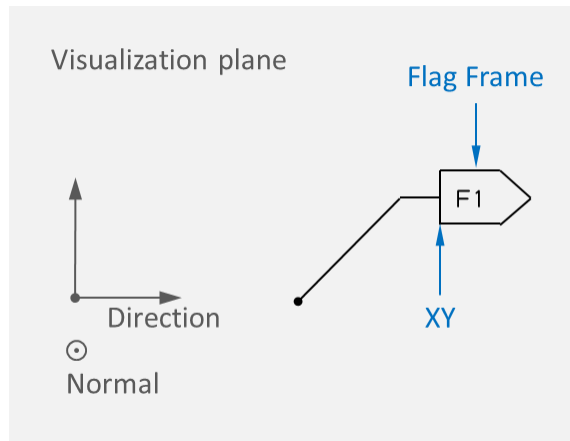 Visualization plane
Flag Frame
F1
XY
Direction
Normal